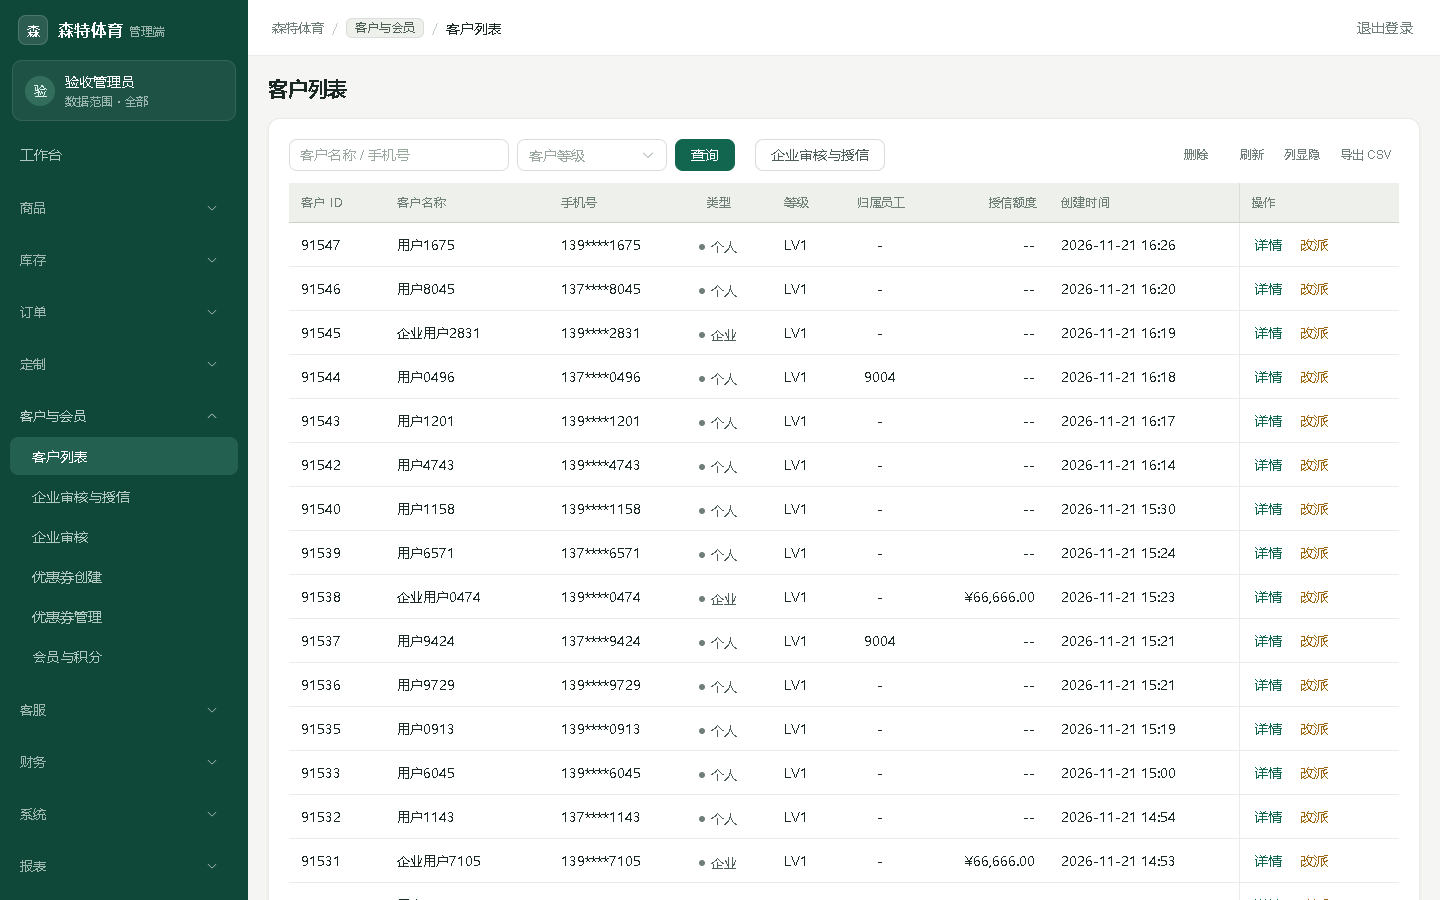 森 森特体育 管理端
验 验收管理员
数据范围·全部
工作台
商品
库存
订单
定制
客户与会员
客户列表
企业审核与授信
企业审核
优惠券创建
优惠券管理
会员与积分
客服
财务
系统
报表
森特体育 / 客户与会员 / 客户列表 退出登录
客户列表
客户名称 / 手机号 客户等级 查询 企业审核与授信 删除 刷新 列显隐 导出 CSV
客户 ID 客户名称 手机号 类型 等级 归属员工 授信额度 创建时间 操作
91547 用户1675 139****1675 个人 LV1 - -- 2026-11-21 16:26 详情 改派
91546 用户8045 137****8045 个人 LV1 - -- 2026-11-21 16:20 详情 改派
91545 企业用户2831 139****2831 企业 LV1 - -- 2026-11-21 16:19 详情 改派
91544 用户0496 137****0496 个人 LV1 9004 -- 2026-11-21 16:18 详情 改派
91543 用户1201 139****1201 个人 LV1 - -- 2026-11-21 16:17 详情 改派
91542 用户4743 139****4743 个人 LV1 - -- 2026-11-21 16:14 详情 改派
91540 用户1158 139****1158 个人 LV1 - -- 2026-11-21 15:30 详情 改派
91539 用户6571 137****6571 个人 LV1 - -- 2026-11-21 15:24 详情 改派
91538 企业用户0474 139****0474 企业 LV1 - ¥66,666.00 2026-11-21 15:23 详情 改派
91537 用户9424 137****9424 个人 LV1 9004 -- 2026-11-21 15:21 详情 改派
91536 用户9729 139****9729 个人 LV1 - -- 2026-11-21 15:21 详情 改派
91535 用户0913 139****0913 个人 LV1 - -- 2026-11-21 15:19 详情 改派
91533 用户6045 139****6045 个人 LV1 - -- 2026-11-21 15:00 详情 改派
91532 用户1143 137****1143 个人 LV1 - -- 2026-11-21 14:54 详情 改派
91531 企业用户7105 139****7105 企业 LV1 - ¥66,666.00 2026-11-21 14:53 详情 改派